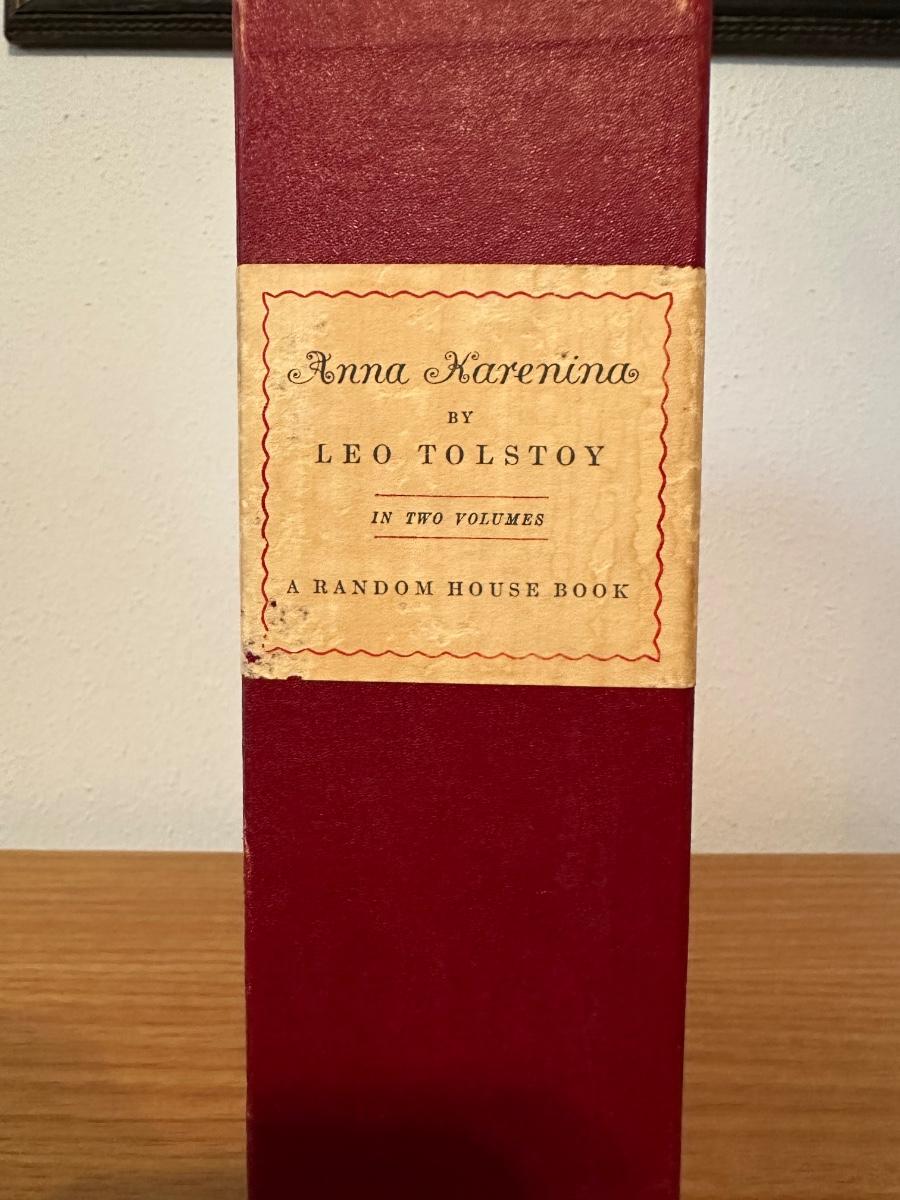 Anna Karenina
BY
LEO TOLSTOY
IN TWO VOLUMES
A RANDOM HOUSE BOOK